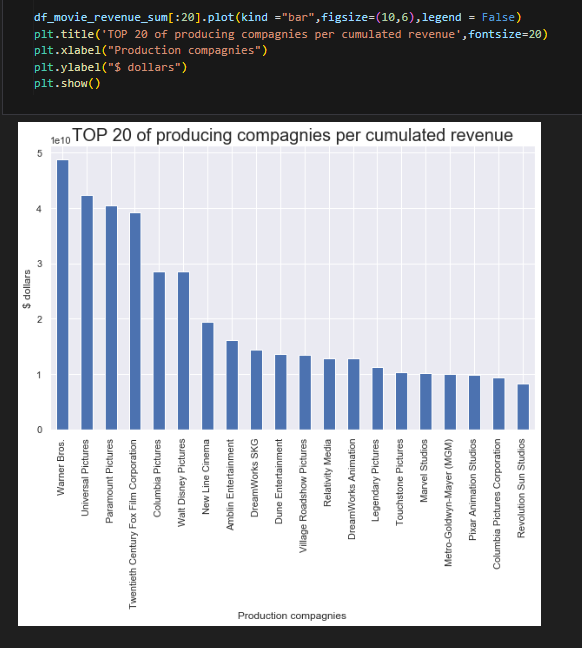 df_movie_revenue_sum[:20].plot(kind ="bar",figsize=(10,6),legend = False)
plt.title('TOP 20 of producing compagnies per cumulated revenue',fontsize=20)
plt.xlabel("Production compagnies")
plt.ylabel("$ dollars")
plt.show()
TOP 20 of producing compagnies per cumulated revenue
1e10
5
4
3
2
1
0
$ dollars
Warner Bros.
Universal Pictures
Paramount Pictures
Twentieth Century Fox Film Corporation
Columbia Pictures
Walt Disney Pictures
New Line Cinema
Amblin Entertainment
DreamWorks SKG
Dune Entertainment
Village Roadshow Pictures
Relativity Media
DreamWorks Animation
Legendary Pictures
Touchstone Pictures
Marvel Studios
Metro-Goldwyn-Mayer (MGM)
Pixar Animation Studios
Columbia Pictures Corporation
Revolution Sun Studios
Production compagnies